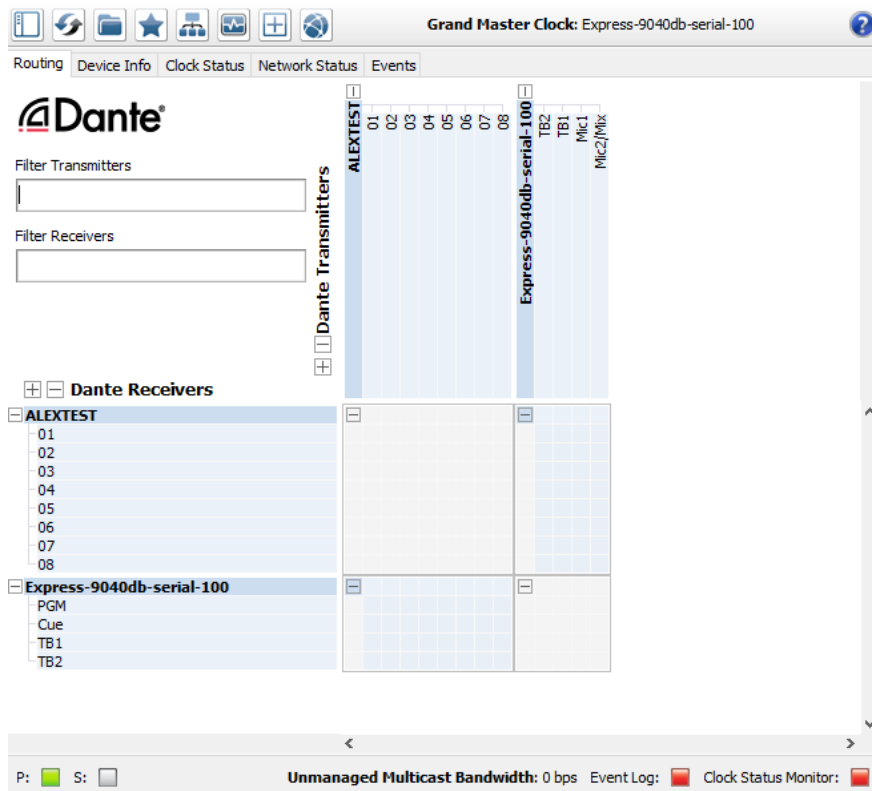 Grand Master Clock: Express-9040db-serial-100
?
Routing Device Info Clock Status Network Status Events
Dante®
Filter Transmitters
Filter Receivers
Dante Transmitters
ALEXTEST
01
02
03
04
05
06
07
08
Express-9040db-serial-100
TB2
TB1
Mic1
Mic2/Mix
Dante Receivers
ALEXTEST
01
02
03
04
05
06
07
08
Express-9040db-serial-100
PGM
Cue
TB1
TB2
P: S: Unmanaged Multicast Bandwidth: 0 bps Event Log: Clock Status Monitor: